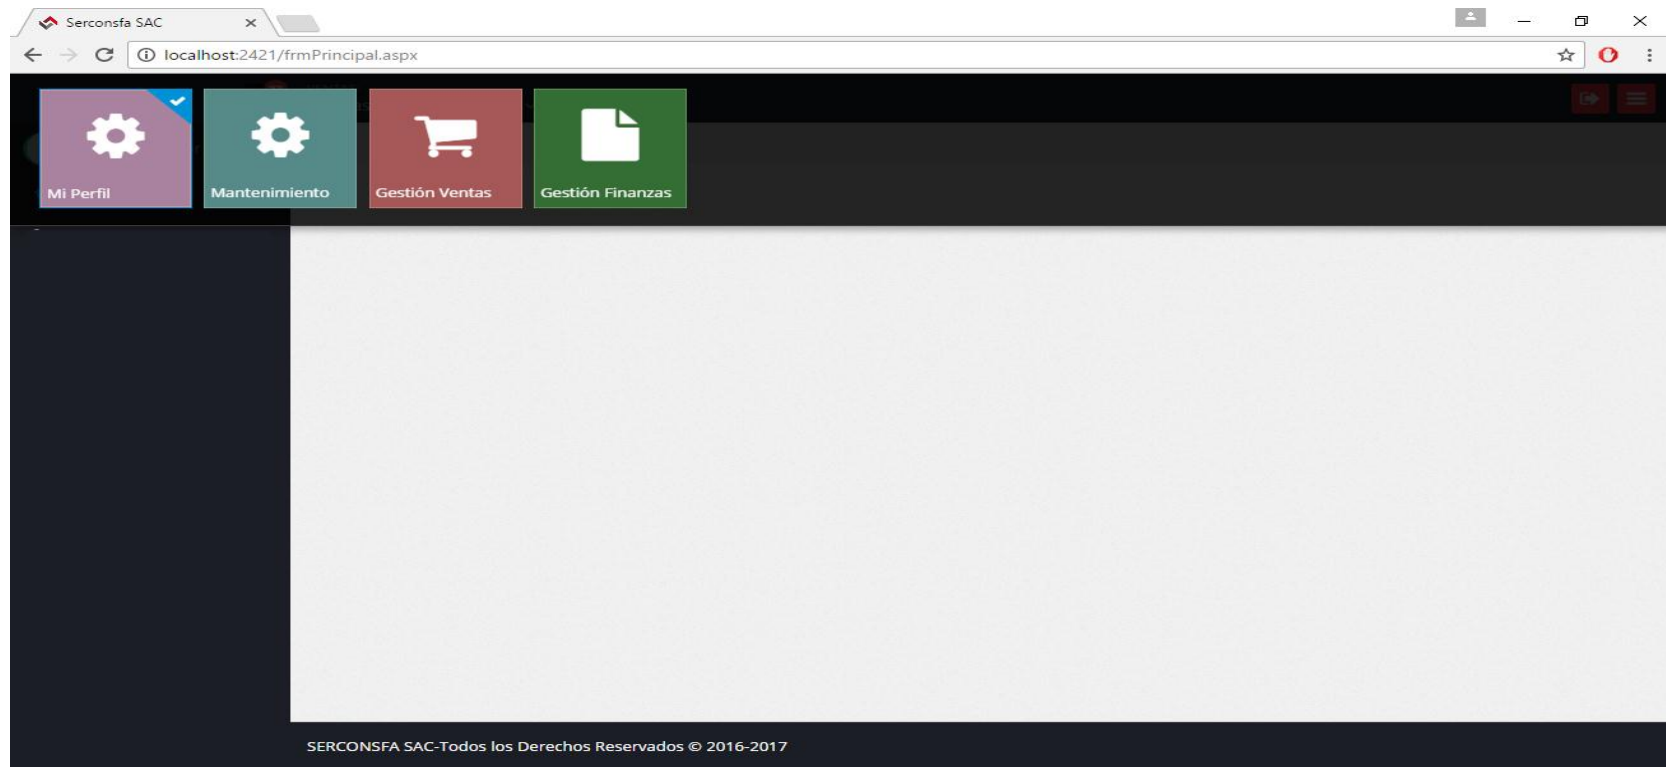 Serconsfa SAC
localhost:2421/frmPrincipal.aspx
Mi Perfil
Mantenimiento
Gestión Ventas
Gestión Finanzas
SERCONSFA SAC-Todos los Derechos Reservados © 2016-2017